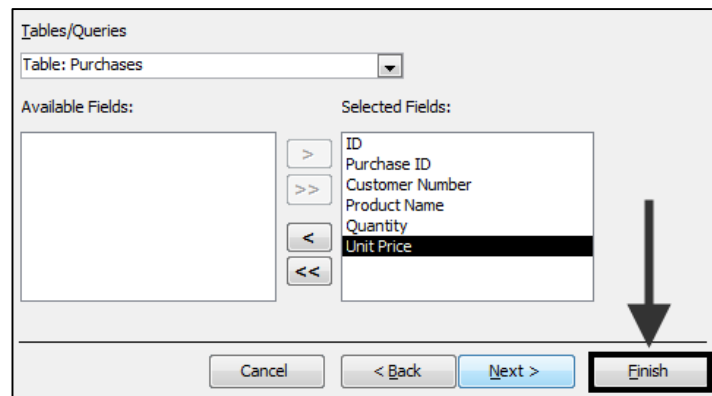 Tables/Queries
Table: Purchases
Available Fields:
Selected Fields:
>
>>
<
<<
ID
Purchase ID
Customer Number
Product Name
Quantity
Unit Price
Cancel
< Back
Next >
Finish